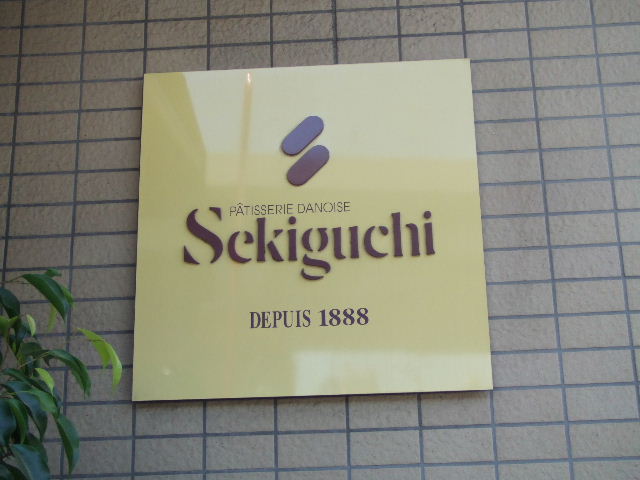 PÂTISSERIE DANOISE
Sekiguchi
DEPUIS 1888